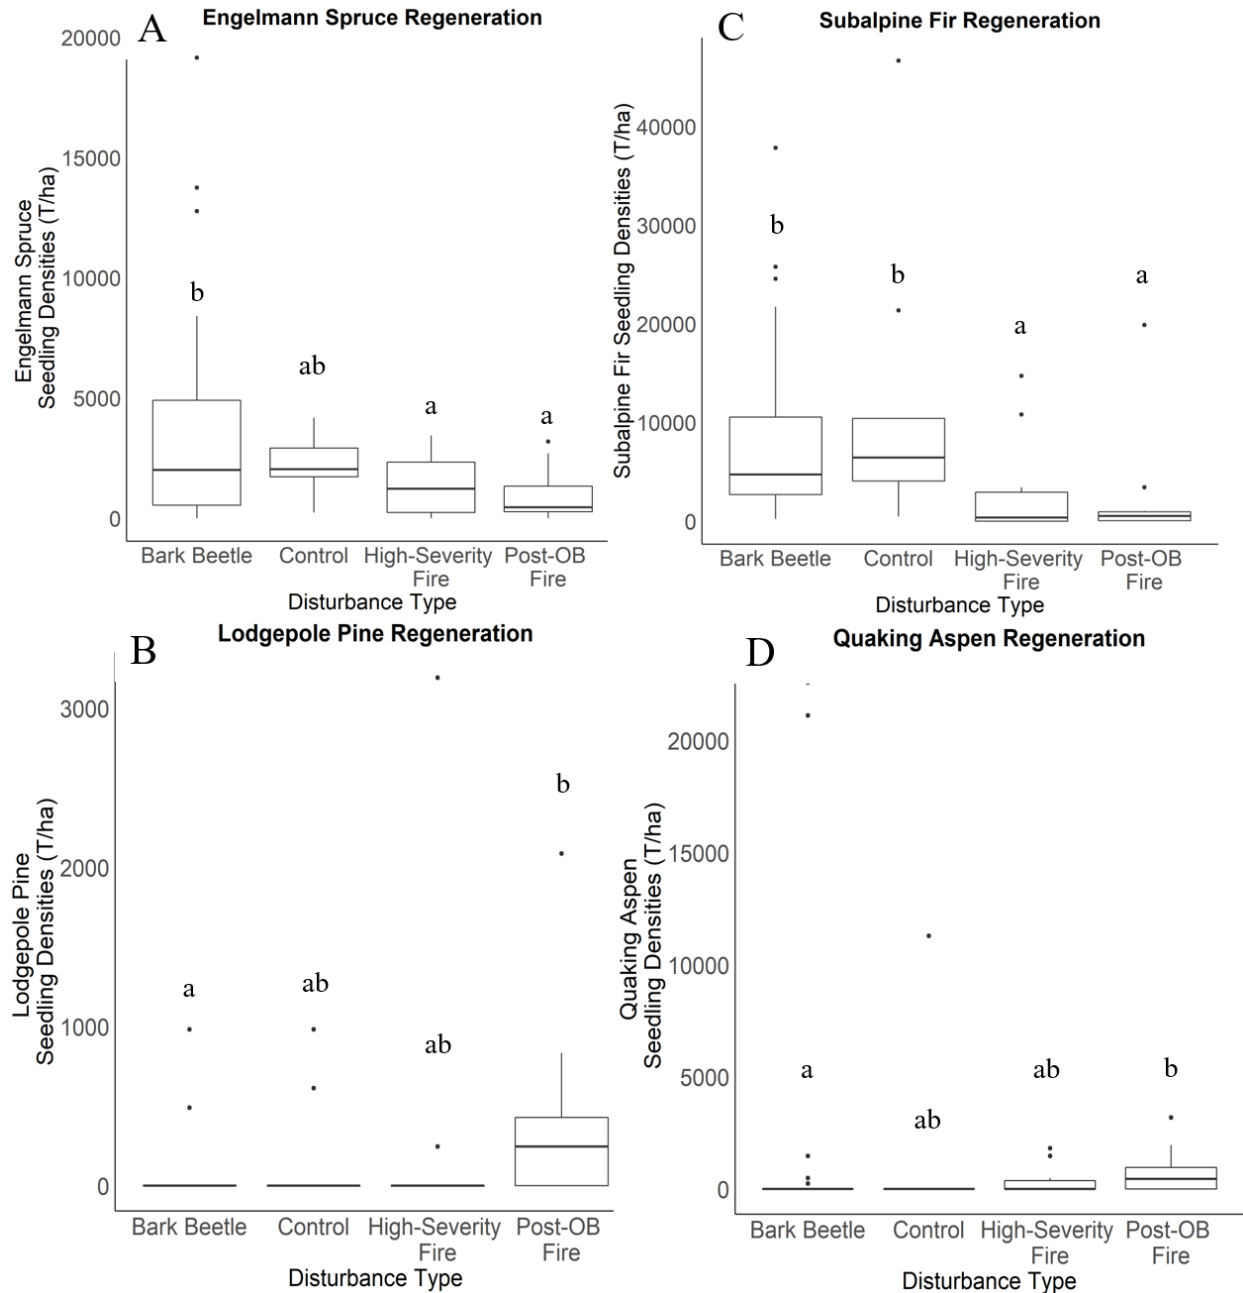 A
Engelmann Spruce Regeneration
Engelmann Spruce
Seedling Densities (T/ha)
20000
15000
10000
5000
0
b
ab
a
a
Bark Beetle
Control
High-Severity
Fire
Post-OB
Fire
Disturbance Type
C
Subalpine Fir Regeneration
Subalpine Fir Seedling Densities (T/ha)
40000
30000
20000
10000
0
b
b
a
a
Bark Beetle
Control
High-Severity
Fire
Post-OB
Fire
Disturbance Type
B
Lodgepole Pine Regeneration
Lodgepole Pine
Seedling Densities (T/ha)
3000
2000
1000
0
a
ab
ab
b
Bark Beetle
Control
High-Severity
Fire
Post-OB
Fire
Disturbance Type
D
Quaking Aspen Regeneration
Quaking Aspen
Seedling Densities (T/ha)
20000
15000
10000
5000
0
a
ab
ab
b
Bark Beetle
Control
High-Severity
Fire
Post-OB
Fire
Disturbance Type